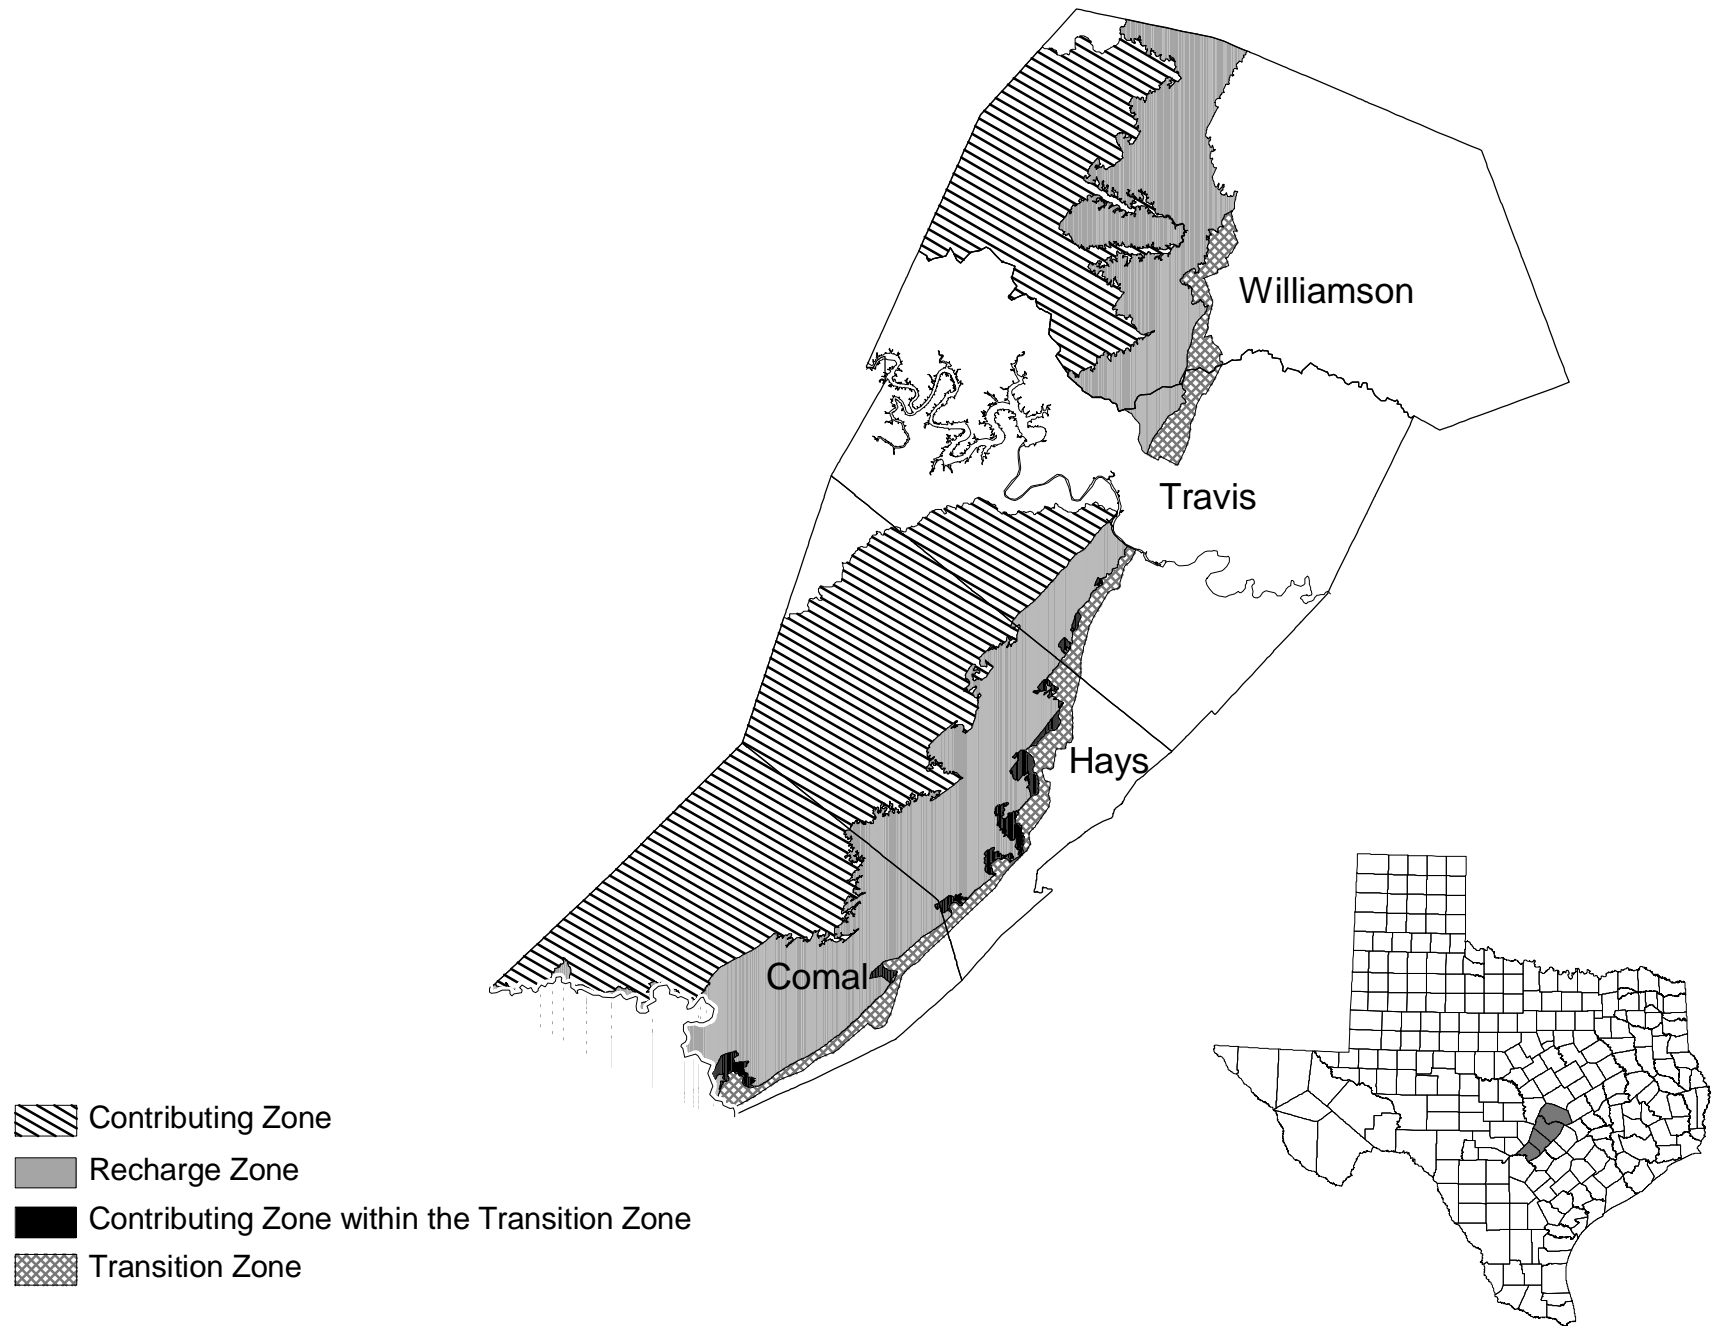 Williamson
Travis
Hays
Comal
Contributing Zone
Recharge Zone
Contributing Zone within the Transition Zone
Transition Zone